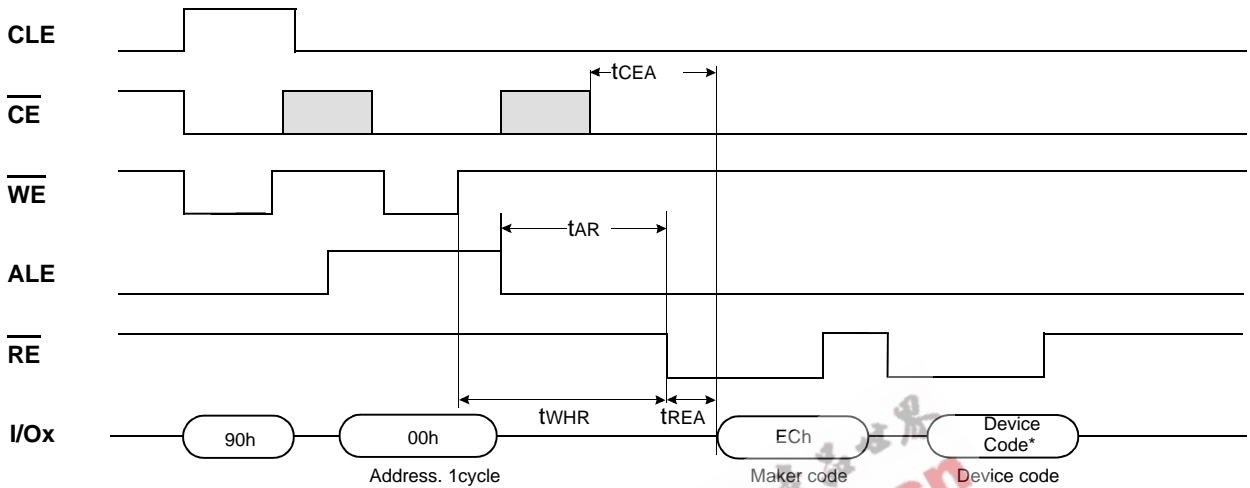 CLE
tCEA
CE
WE
tAR
ALE
RE
tWHR
tREA
I/Ox
90h
00h
ECh
Device
Code*
Address. 1cycle
Maker code
Device code